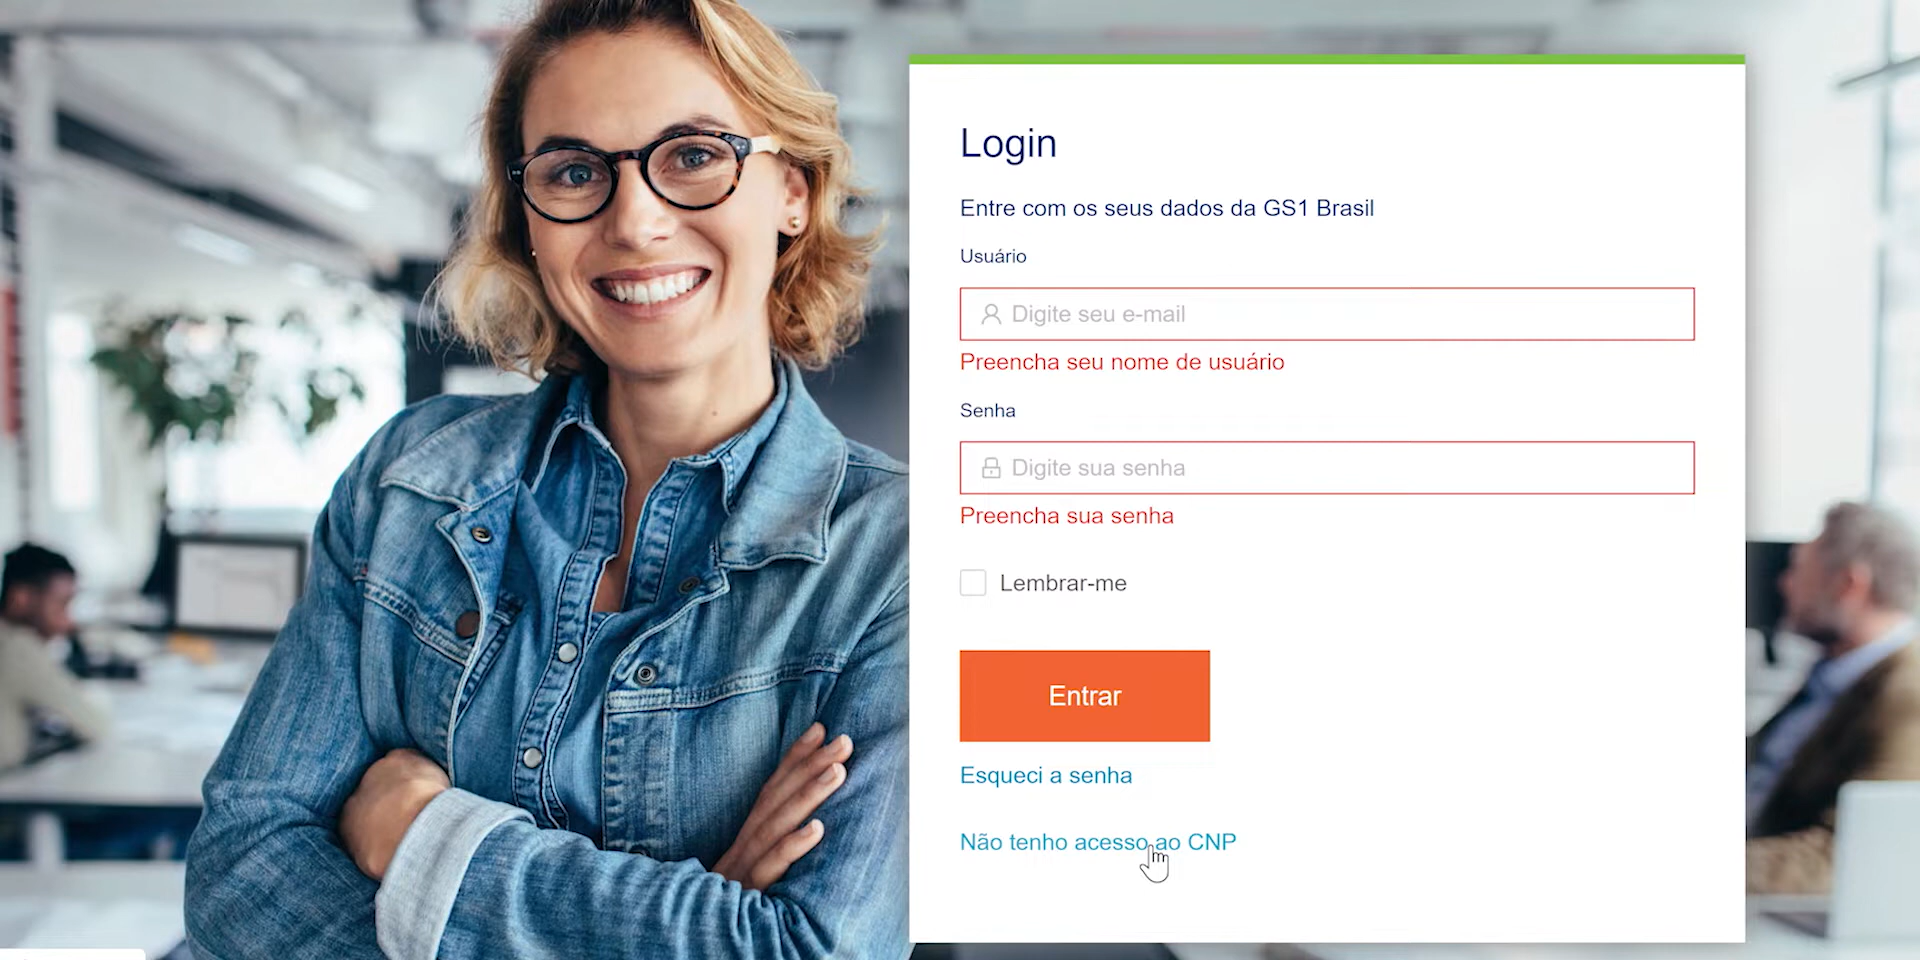 Login
Entre com os seus dados da GS1 Brasil
Usuário
Digite seu e-mail
Preencha seu nome de usuário
Senha
Digite sua senha
Preencha sua senha
Lembrar-me
Entrar
Esqueci a senha
Não tenho acesso ao CNP